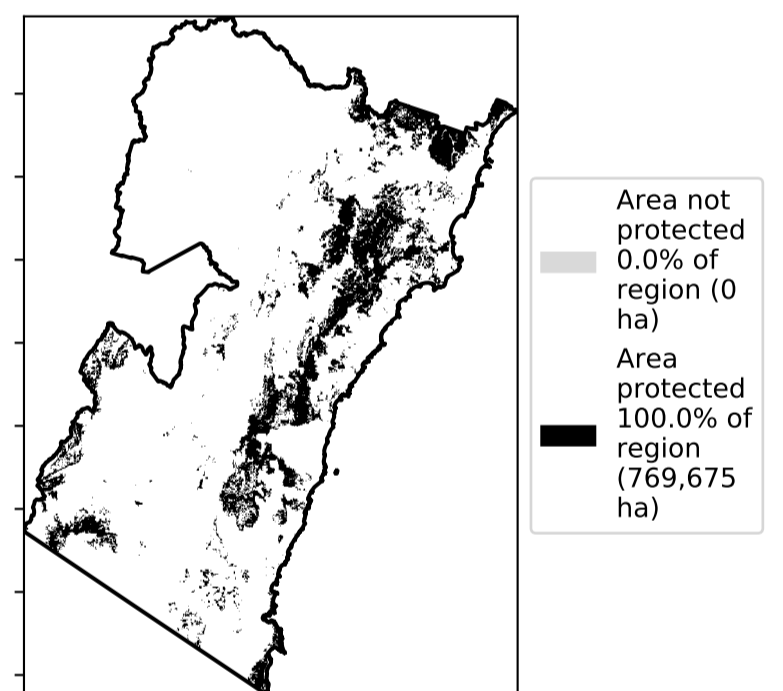 Area not
protected
0.0% of
region (0
ha)
Area
protected
100.0% of
region
(769,675
ha)